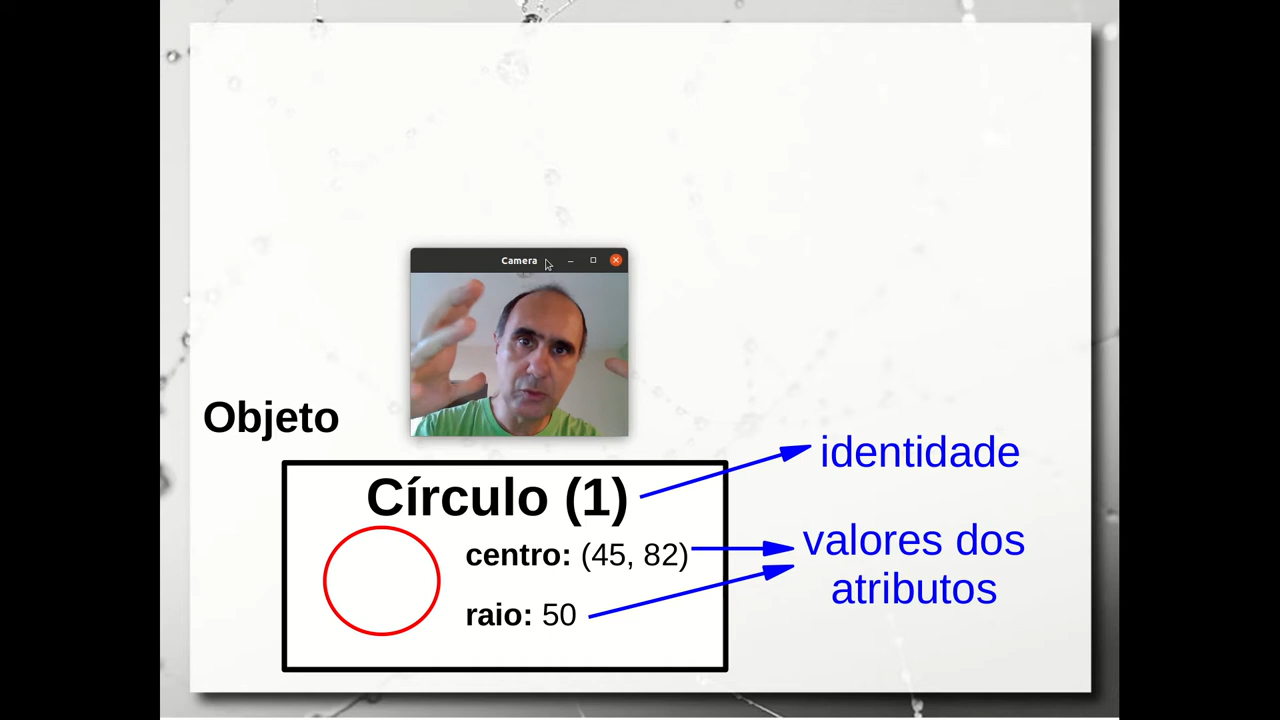 Camera
Objeto
identidade
Círculo (1)
centro: (45, 82)
valores dos
atributos
raio: 50